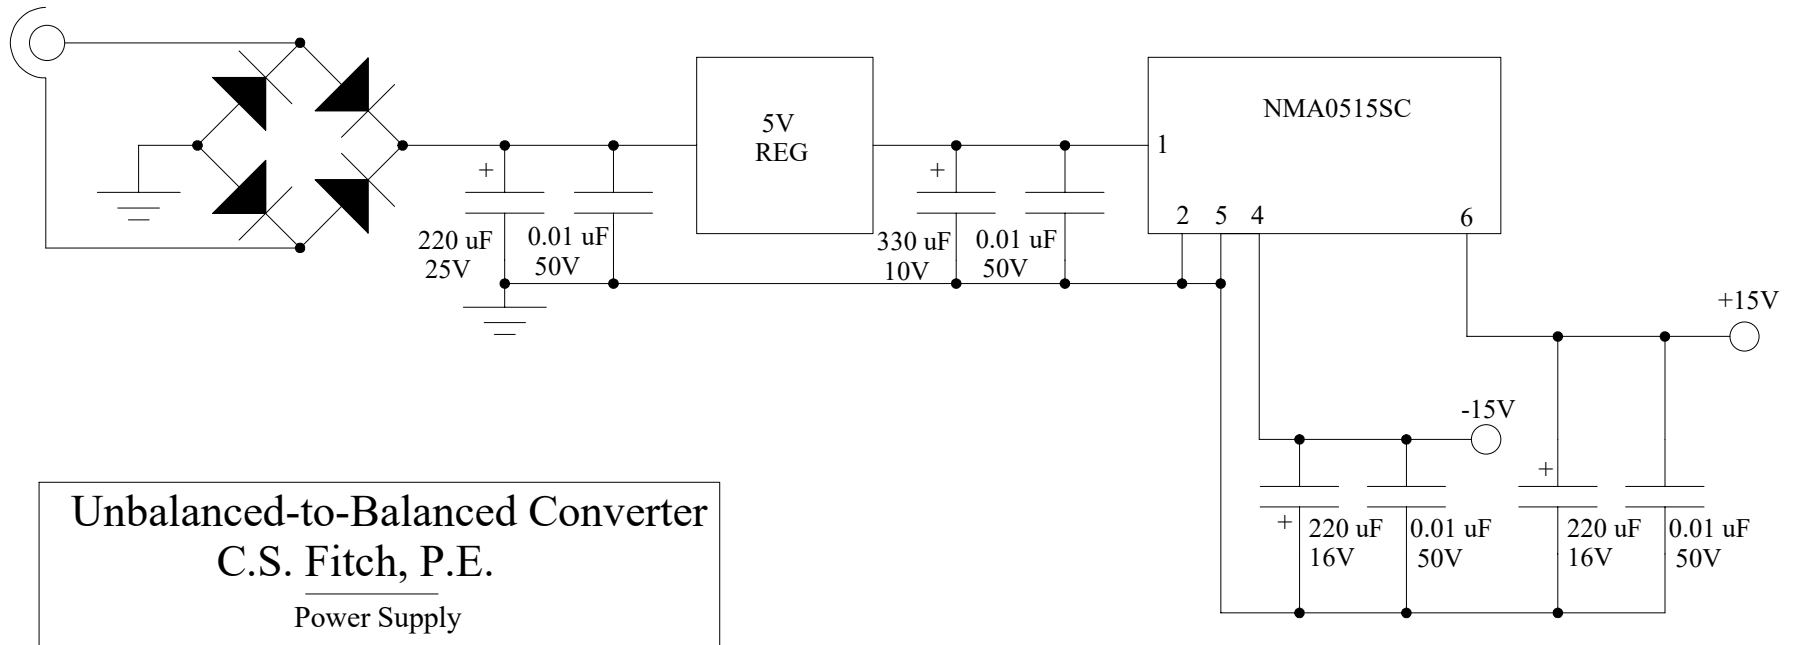 5V
REG
NMA0515SC
1
2 5 4 6
+
220 uF
25V
0.01 uF
50V
+
330 uF
10V
0.01 uF
50V
+15V
-15V
+
220 uF
16V
0.01 uF
50V
+
220 uF
16V
0.01 uF
50V
Unbalanced-to-Balanced Converter
C.S. Fitch, P.E.
Power Supply